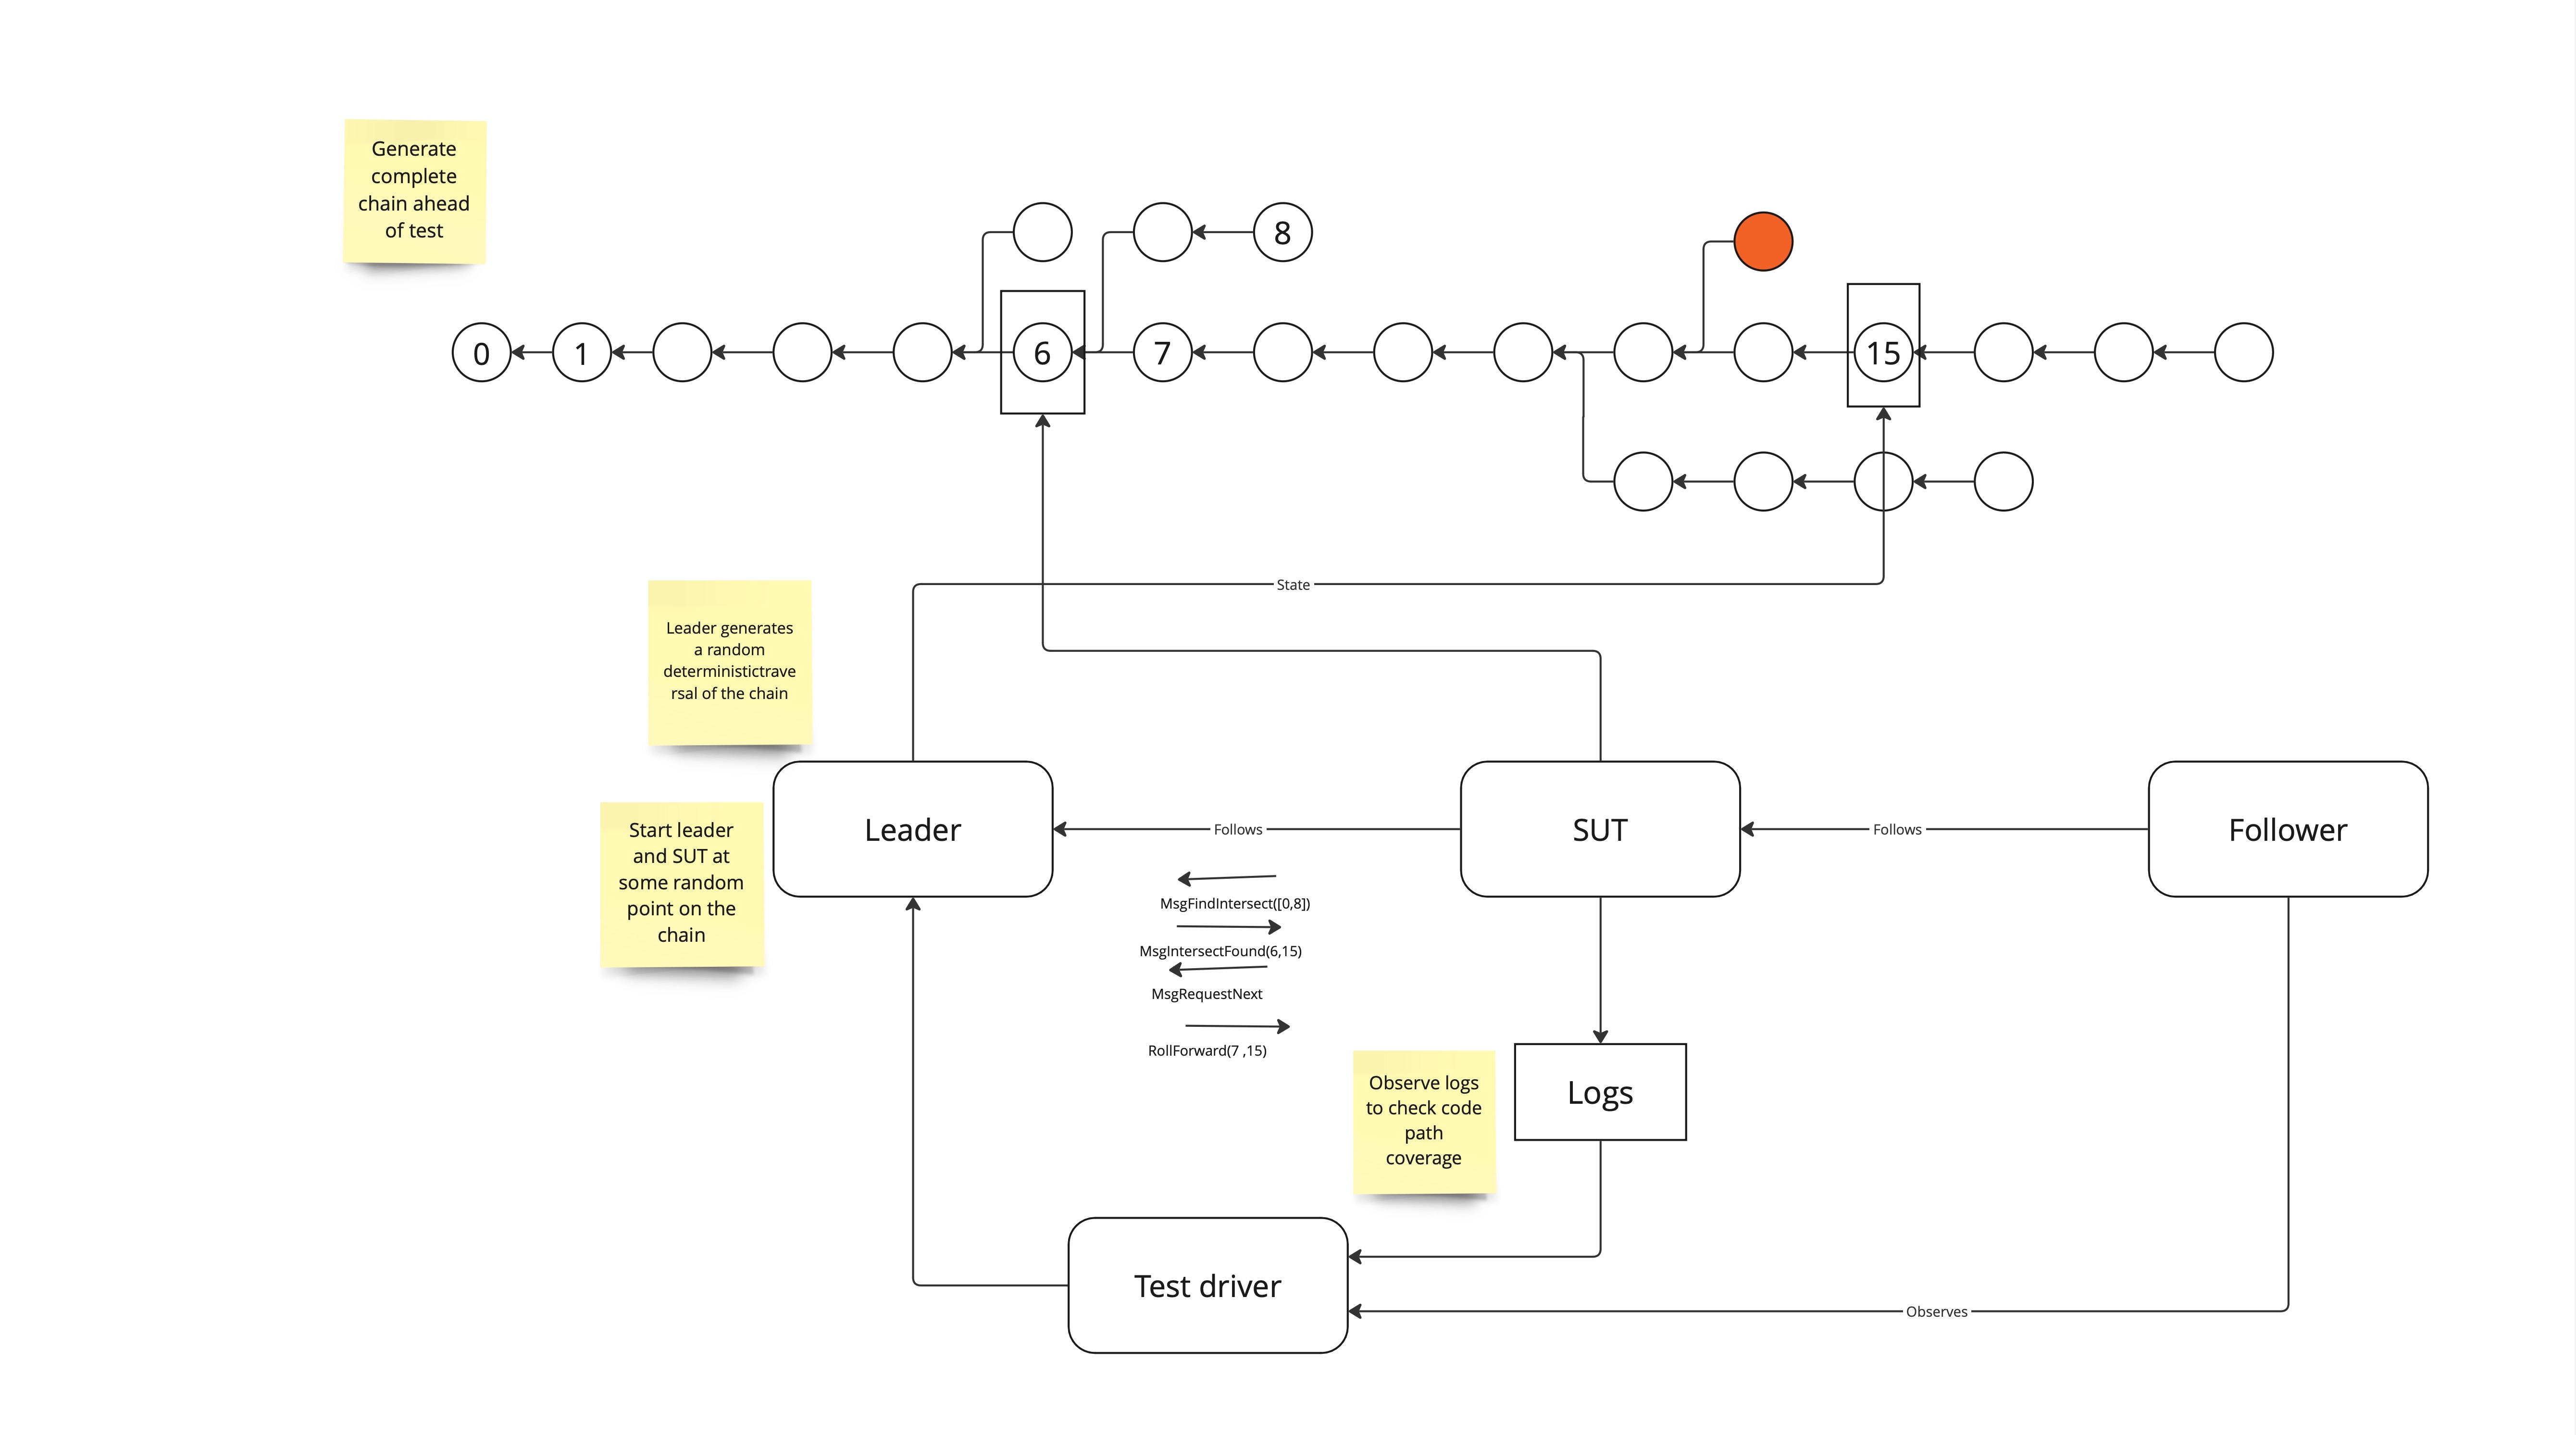 Generate
complete
chain ahead
of test
8
0
1
6
7
15
State
Leader generates
a random
deterministictrave
rsal of the chain
Start leader
and SUT at
some random
point on the
chain
Leader
Follows
SUT
Follows
Follower
MsgFindIntersect([0,8])
MsgIntersectFound(6,15)
MsgRequestNext
RollForward(7 ,15)
Observe logs
to check code
path
coverage
Logs
Test driver
Observes